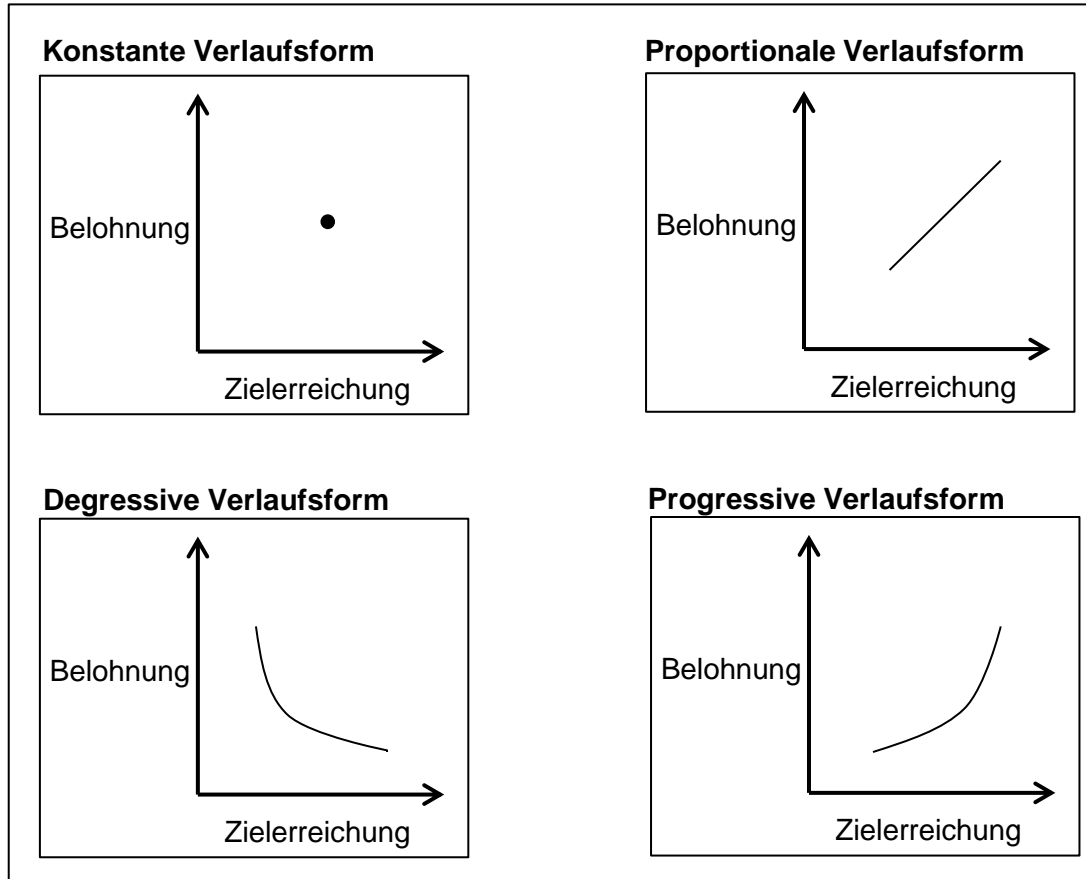 Konstante Verlaufsform
Belohnung
Zielerreichung
Proportionale Verlaufsform
Belohnung
Zielerreichung
Degressive Verlaufsform
Belohnung
Zielerreichung
Progressive Verlaufsform
Belohnung
Zielerreichung